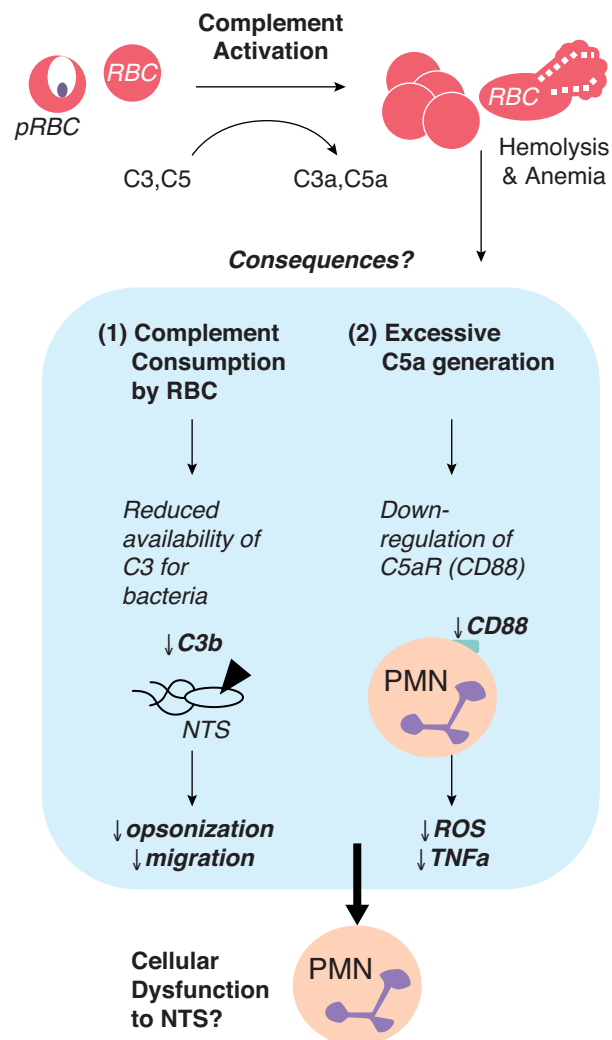 Complement
Activation
RBC
pRBC
RBC
C3,C5
C3a,C5a
Hemolysis
& Anemia
Consequences?
(1) Complement
Consumption
by RBC
(2) Excessive
C5a generation
Reduced
availability of
C3 for
bacteria
Down-
regulation of
C5aR (CD88)
↓C3b
NTS
↓CD88
PMN
↓opsonization
↓migration
↓ROS
↓TNFa
Cellular
Dysfunction
to NTS?
PMN